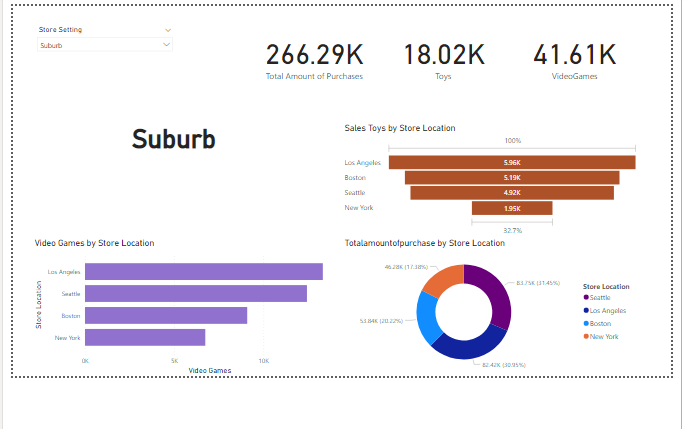 Store Setting
Suburb
266.29K
Total Amount of Purchases
18.02K
Toys
41.61K
VideoGames
Suburb
Sales Toys by Store Location
100%
Los Angeles 5.96K
Boston 5.19K
Seattle 4.92K
New York 1.95K
32.7%
Video Games by Store Location
Store Location
Los Angeles
Seattle
Boston
New York
0K 5K 10K
Video Games
Totalamountofpurchase by Store Location
46.28K (17.38%)
83.75K (31.45%)
53.84K (20.22%)
82.42K (30.95%)
Store Location
Seattle
Los Angeles
Boston
New York